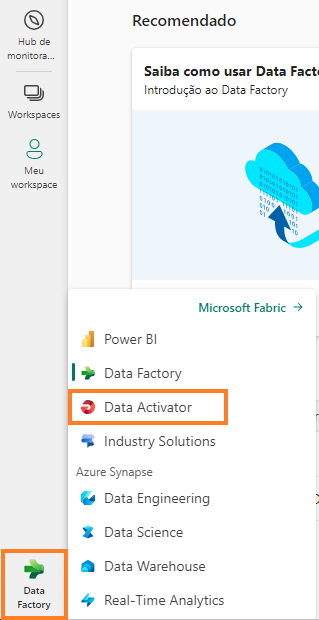 Hub de
monitora...
Workspaces
Meu
workspace
Recomendado
Saiba como usar Data Facto
Introdução ao Data Factory
Microsoft Fabric
Power BI
Data Factory
Data Activator
Industry Solutions
Azure Synapse
Data Engineering
Data Science
Data Warehouse
Real-Time Analytics
Data
Factory